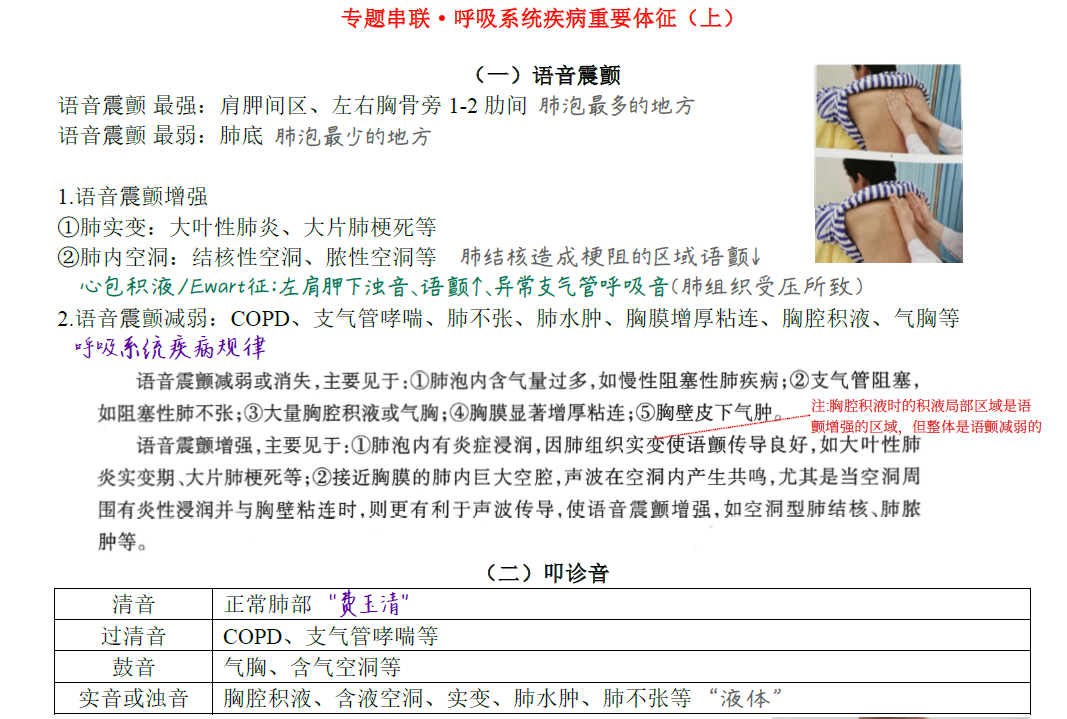 专题串联·呼吸系统疾病重要体征（上）
（一）语音震颤
语音震颤 最强：肩胛间区、左右胸骨旁 1-2 肋间 肺泡最多的地方
语音震颤 最弱：肺底 肺泡最少的地方
1.语音震颤增强
①肺实变：大叶性肺炎、大片肺梗死等
②肺内空洞：结核性空洞、脓性空洞等 肺结核造成梗阻的区域语颤↓
心包积液/Ewart征：左肩胛下浊音、语颤↑、异常支气管呼吸音（肺组织受压所致）
2.语音震颤减弱：COPD、支气管哮喘、肺不张、肺水肿、胸膜增厚粘连、胸腔积液、气胸等
呼吸系统疾病规律
语音震颤减弱或消失，主要见于：①肺泡内含气量过多，如慢性阻塞性肺疾病；②支气管阻塞，
如阻塞性肺不张；③大量胸腔积液或气胸；④胸膜显著增厚粘连；⑤胸壁皮下气肿。
注:胸腔积液时的积液局部区域是语
颤增强的区域，但整体是语颤减弱的
语音震颤增强，主要见于：①肺泡内有炎症浸润，因肺组织实变使语颤传导良好，如大叶性肺
炎实变期、大片肺梗死等；②接近胸膜的肺内巨大空腔，声波在空洞内产生共鸣，尤其是当空洞周
围有炎性浸润并与胸壁粘连时，则更有利于声波传导，使语音震颤增强，如空洞型肺结核、肺脓
肿等。
（二）叩诊音
清音 正常肺部 "费玉清"
过清音 COPD、支气管哮喘等
鼓音 气胸、含气空洞等
实音或浊音 胸腔积液、含液空洞、实变、肺水肿、肺不张等 “液体”